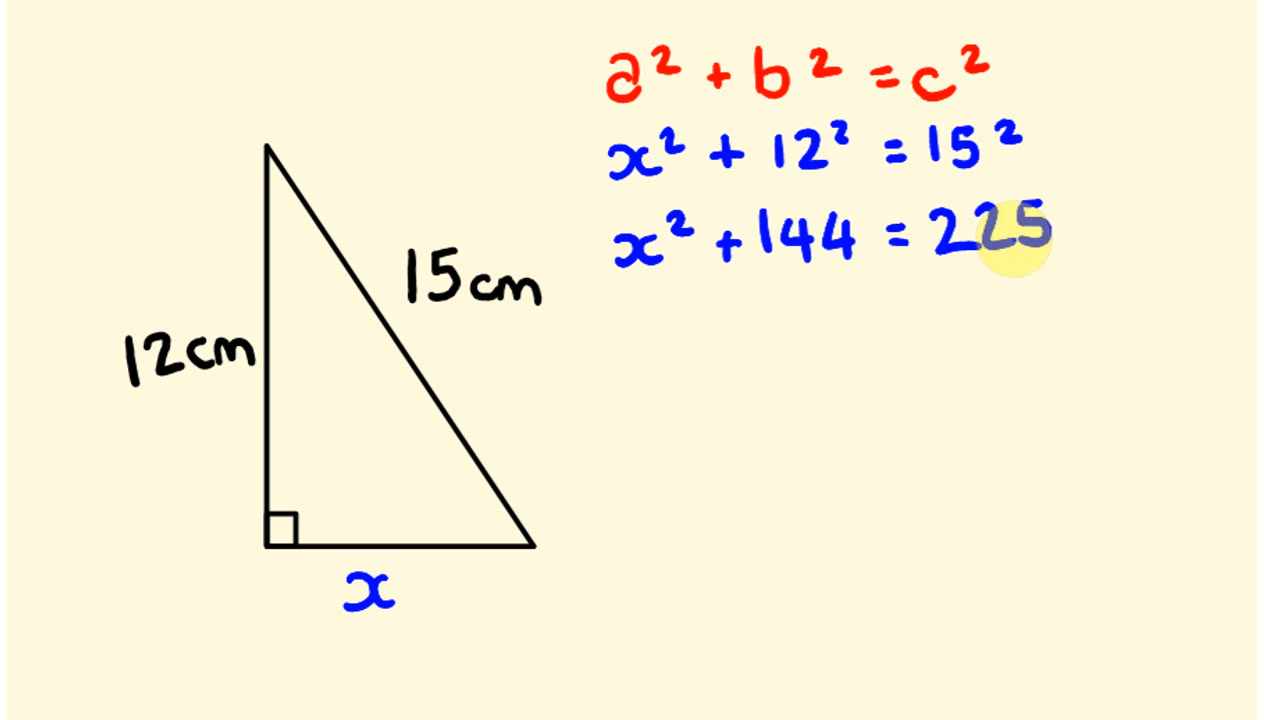 a² + b² = c²
x² + 12² = 15²
x² + 144 = 225
15cm
12cm
x